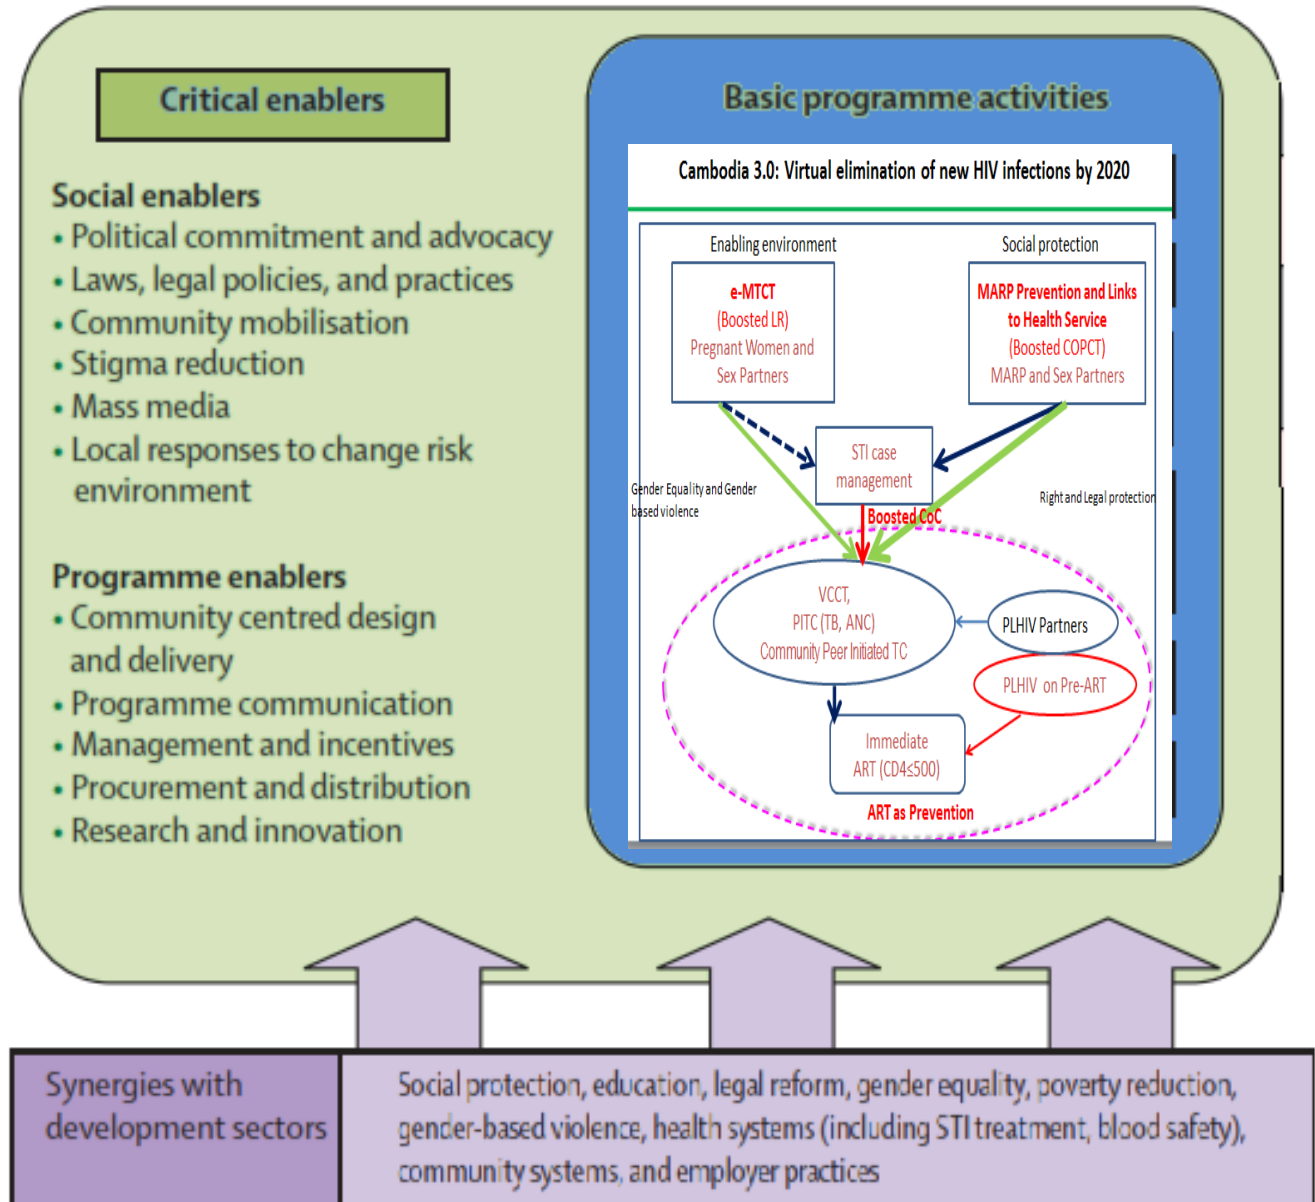 Critical enablers
Social enablers
• Political commitment and advocacy
• Laws, legal policies, and practices
• Community mobilisation
• Stigma reduction
• Mass media
• Local responses to change risk
environment
Programme enablers
• Community centred design
and delivery
• Programme communication
• Management and incentives
• Procurement and distribution
• Research and innovation
Basic programme activities
Cambodia 3.0: Virtual elimination of new HIV infections by 2020
Enabling environment
Social protection
e-MTCT
(Boosted LR)
Pregnant Women and
Sex Partners
MARP Prevention and Links
to Health Service
(Boosted COPCT)
MARP and Sex Partners
STI case
management
Gender Equality and Gender
based violence
Right and Legal protection
Boosted CoC
VCCT,
PITC (TB, ANC)
Community Peer Initiated TC
PLHIV Partners
PLHIV on Pre-ART
Immediate
ART (CD4≤500)
ART as Prevention
Synergies with
development sectors
Social protection, education, legal reform, gender equality, poverty reduction,
gender-based violence, health systems (including STI treatment, blood safety),
community systems, and employer practices